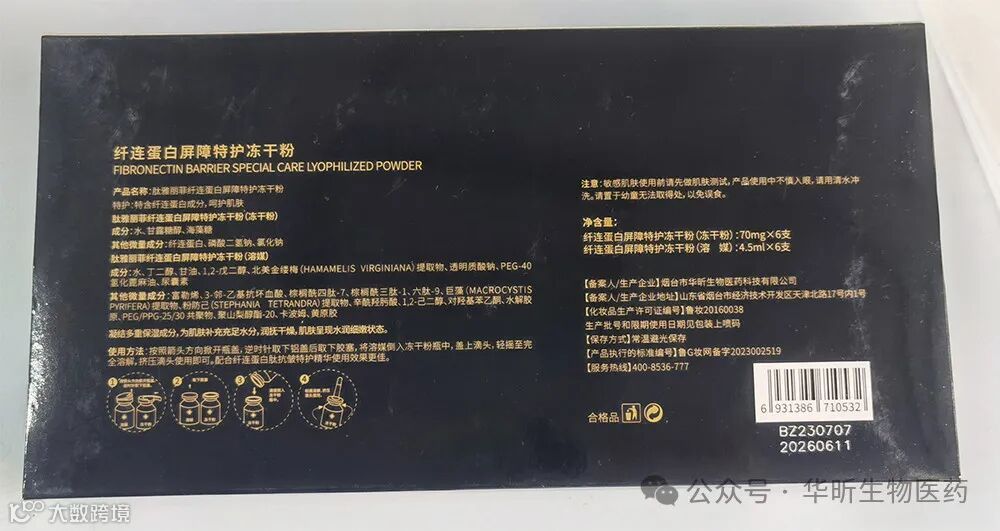 纤连蛋白屏障特护冻干粉
FIBRONECTIN BARRIER SPECIAL CARE LYOPHILIZED POWDER
产品名称:肽雅丽菲纤连蛋白屏障特护冻干粉
特护:特含纤连蛋白成分,呵护肌肤
肽雅丽菲纤连蛋白屏障特护冻干粉(冻干粉)
成分:水、甘露糖醇、海藻糖
其他微量成分:纤连蛋白、磷酸二氢钠、氯化钠
肽雅丽菲纤连蛋白屏障特护冻干粉(溶媒)
成分:水、丁二醇、甘油、1,2-戊二醇、北美金缕梅(HAMAMELIS VIRGINIANA)提取物、透明质酸钠、PEG-40
氢化蓖麻油、尿囊素
其他微量成分:富勒烯、3-邻-乙基抗坏血酸、棕榈酰四肽-7、棕榈酰三肽-1、六肽-9、巨藻(MACROCYSTIS
PYRIFERA)提取物、粉防己(STEPHANIA TETRANDRA)提取物、辛酰羟肟酸、1,2-己二醇、对羟基苯乙酮、水解胶
原、PEG/PPG-25/30 共聚物、聚山梨醇酯-20、卡波姆、黄原胶
凝结多重保湿成分,为肌肤补充充足水分,润抚干燥,肌肤呈现水润细嫩状态。
使用方法:按照箭头方向掀开瓶盖,逆时针取下铝盖后取下胶塞,将溶媒倒入冻干粉瓶中,盖上滴头,轻摇至完
全溶解,挤压滴头使用即可。配合纤连蛋白肽抗皱特护精华使用效果更佳。
1
2
3
4
注意:敏感肌肤使用前请先做肌肤测试,产品使用中不慎入眼,请用清水冲
洗。请置于幼童无法取得处,以免误食。
净含量:
纤连蛋白屏障特护冻干粉(冻干粉):70mg×6支
纤连蛋白屏障特护冻干粉(溶 媒):4.5ml×6支
【备案人/生产企业】烟台市华昕生物医药科技有限公司
【备案人/生产企业地址】山东省烟台市经济技术开发区天津北路17号内1号
【化妆品生产许可证编号】鲁妆20160038
生产批号和限期使用日期见包装上喷码
【保存方式】常温避光保存
【产品执行的标准编号】鲁G妆网备字2023002519
【服务热线】400-8536-777
合格品
6 931386 710532
BZ230707
20260611
公众号·华昕生物医药
大数跨境